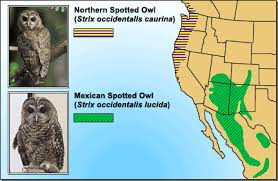 Northern Spotted Owl
(Strix occidentalis caurina)
Mexican Spotted Owl
(Strix occidentalis lucida)